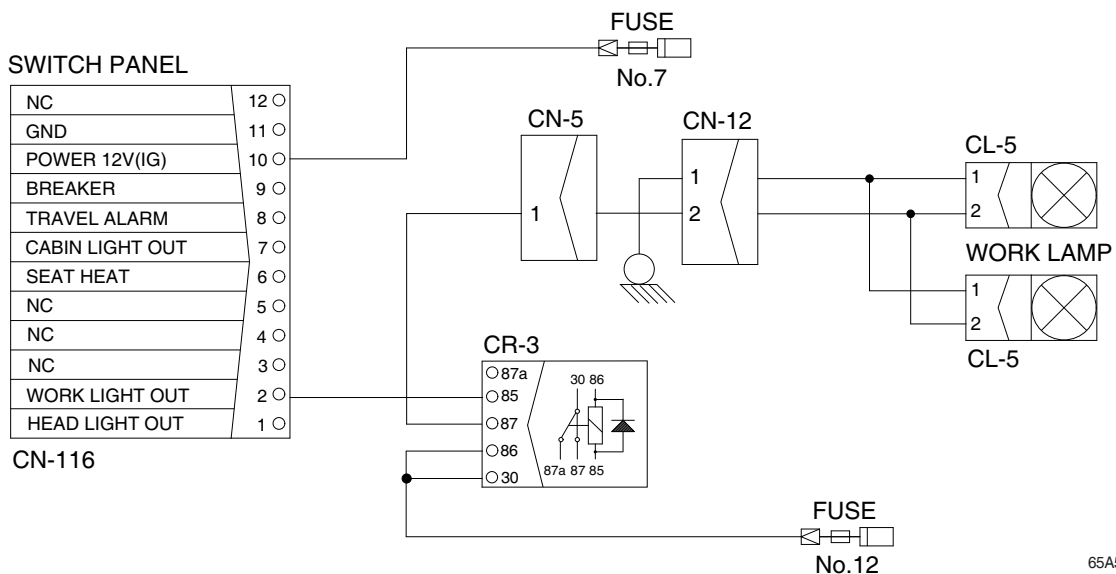 FUSE
No.7
SWITCH PANEL
NC 12
GND 11
POWER 12V(IG) 10
BREAKER 9
TRAVEL ALARM 8
CABIN LIGHT OUT 7
SEAT HEAT 6
NC 5
NC 4
NC 3
WORK LIGHT OUT 2
HEAD LIGHT OUT 1
CN-116
CN-5
1
CN-12
1
2
CL-5
1
2
WORK LAMP
1
2
CL-5
CR-3
87a
85
87
86
30
30 86
87a 87 85
FUSE
No.12
65A5